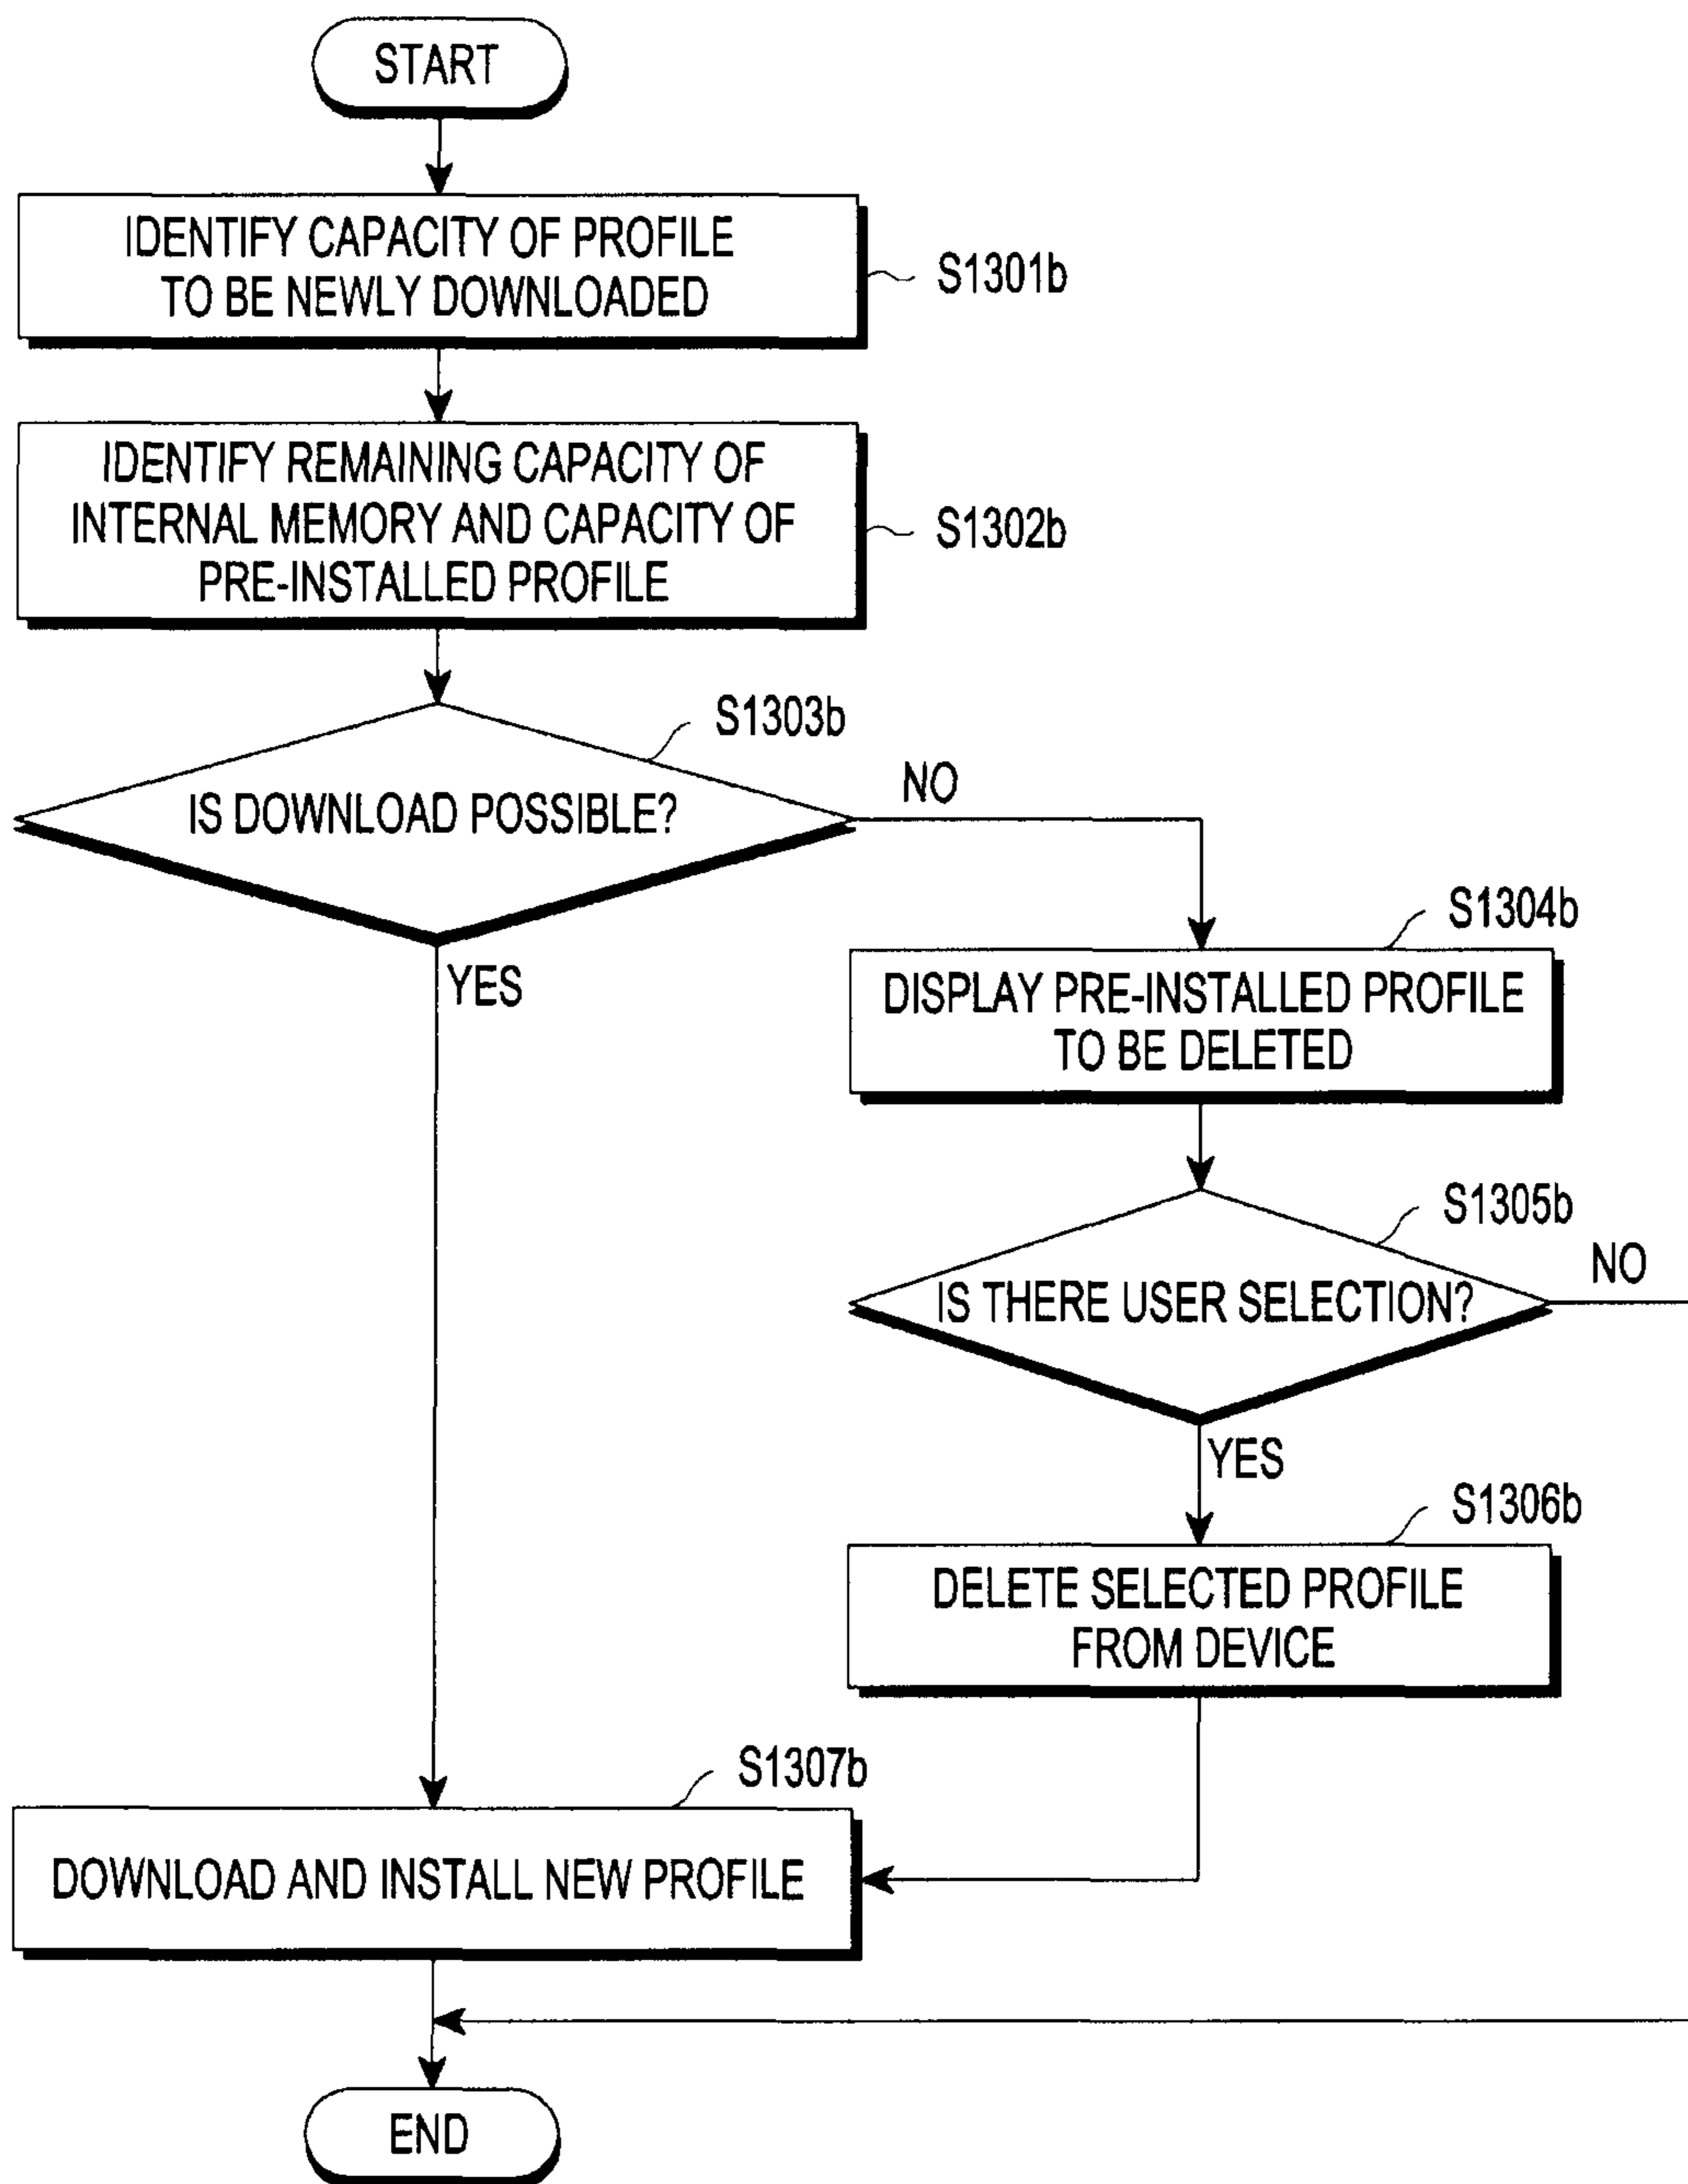 START
IDENTIFY CAPACITY OF PROFILE
TO BE NEWLY DOWNLOADED
S1301b
IDENTIFY REMAINING CAPACITY OF
INTERNAL MEMORY AND CAPACITY OF
PRE-INSTALLED PROFILE
S1302b
S1303b
IS DOWNLOAD POSSIBLE?
NO
YES
S1304b
DISPLAY PRE-INSTALLED PROFILE
TO BE DELETED
S1305b
IS THERE USER SELECTION?
NO
YES
S1306b
DELETE SELECTED PROFILE
FROM DEVICE
S1307b
DOWNLOAD AND INSTALL NEW PROFILE
END